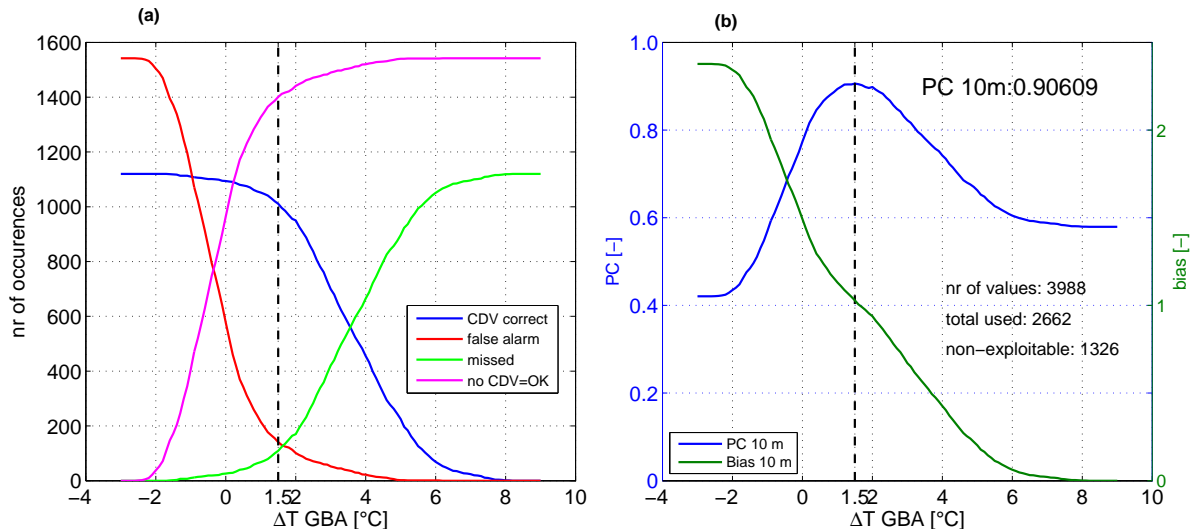 (a)
1600
1400
1200
1000
800
600
400
200
0
nr of occurences
−2 0 1.5 2 4 6 8 10
ΔT GBA [°C]
CDV correct
false alarm
missed
no CDV=OK
(b)
1.0
0.8
0.6
0.4
0.2
0
PC [-]
PC 10m:0.90609
nr of values: 3988
total used: 2662
non−exploitable: 1326
PC 10 m
Bias 10 m
2
1
0
bias [-]
−4 −2 0 1.5 2 4 6 8 10
ΔT GBA [°C]